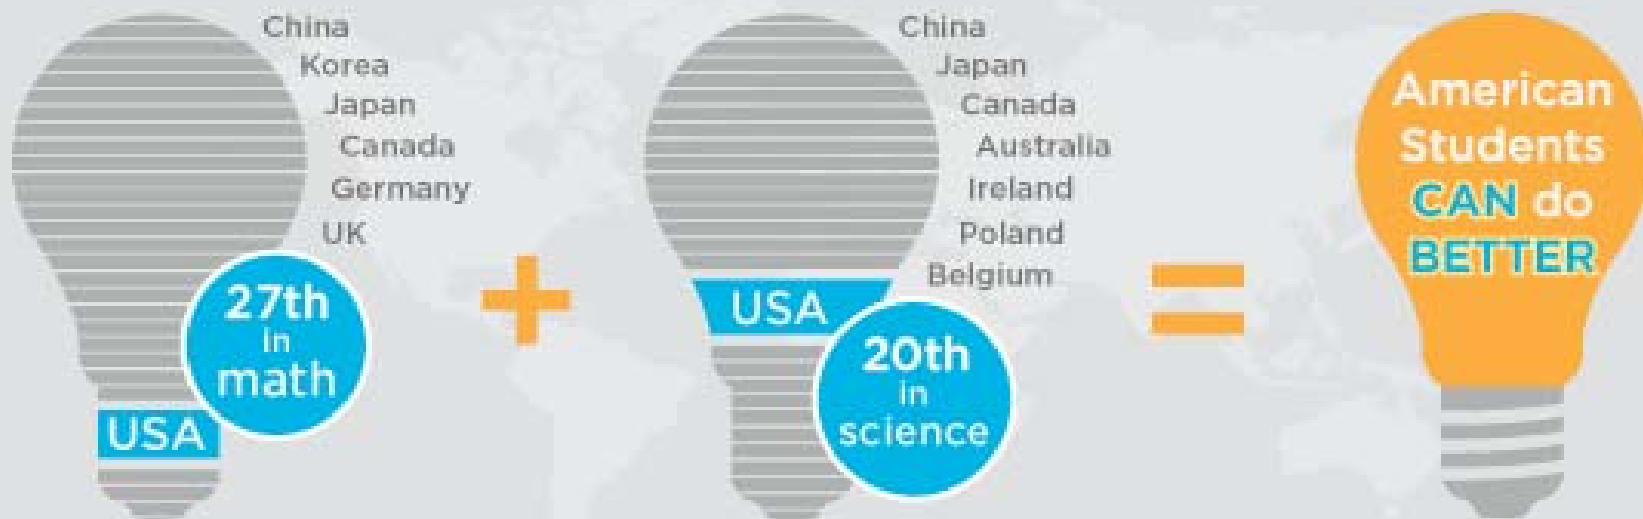 China
Korea
Japan
Canada
Germany
UK
27th
in
math
USA
China
Japan
Canada
Australia
Ireland
Poland
Belgium
USA
20th
in
science
American
Students
CAN do
BETTER